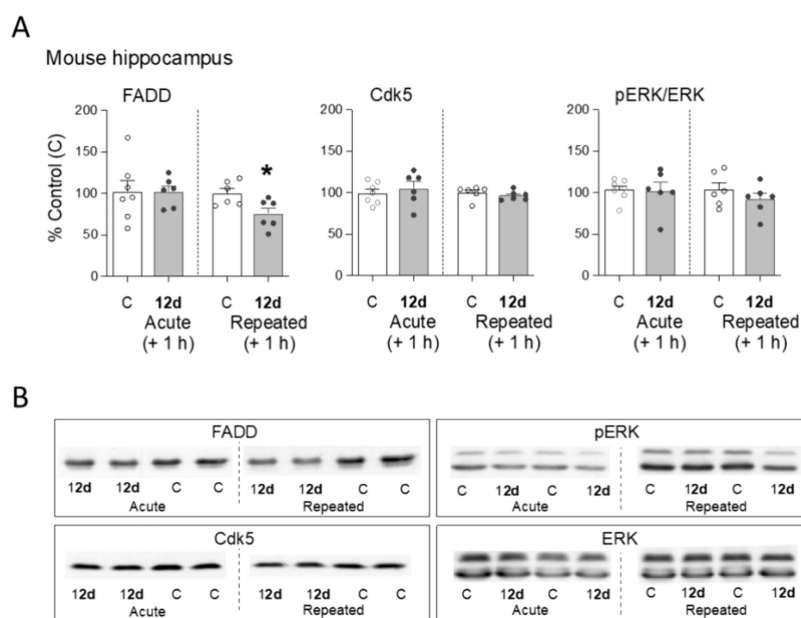 A
Mouse hippocampus
FADD Cdk5 pERK/ERK
% Control (C)
200 200 200
150 150 150
* 
100 100 100
50 50 50
0 0 0
C 12d C 12d C 12d C 12d C 12d C 12d
Acute Repeated Acute Repeated Acute Repeated
(+ 1 h) (+ 1 h) (+ 1 h) (+ 1 h) (+ 1 h) (+ 1 h)
B
FADD pERK
12d 12d C C 12d 12d C C C 12d C 12d C 12d C 12d
Acute Repeated Acute Repeated
Cdk5 ERK
12d 12d C C 12d 12d C C C 12d C 12d C 12d C 12d
Acute Repeated Acute Repeated